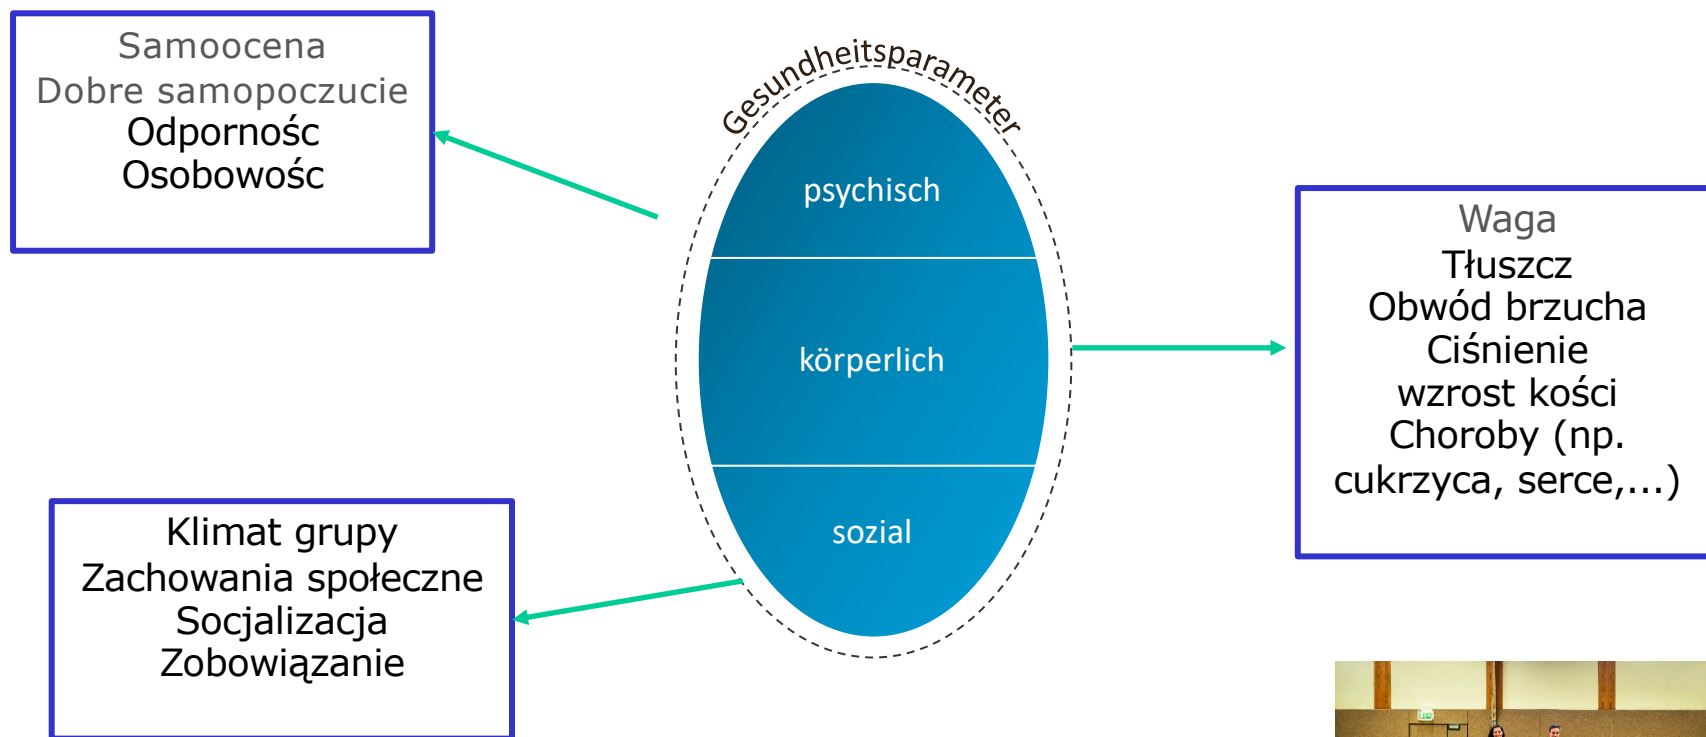 Samoocena
Dobre samopoczucie
Odpornośc
Osobowośc
Gesundheitsparameter
psychisch
körperlich
sozial
Waga
Tłuszcz
Obwód brzucha
Ciśnienie
wzrost kości
Choroby (np.
cukrzyca, serce,...)
Klimat grupy
Zachowania społeczne
Socjalizacja
Zobowiązanie